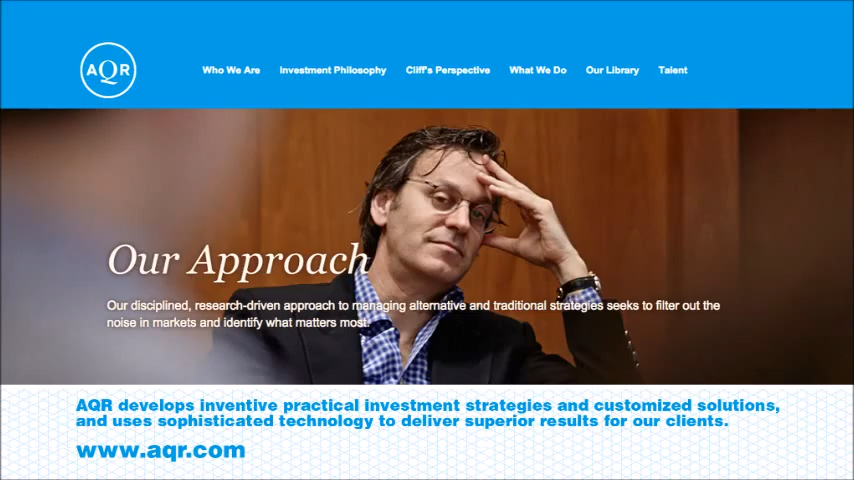 AQR
Who We Are Investment Philosophy Cliff's Perspective What We Do Our Library Talent
Our Approach
Our disciplined, research-driven approach to managing alternative and traditional strategies seeks to filter out the
noise in markets and identify what matters most.
AQR develops inventive practical investment strategies and customized solutions,
and uses sophisticated technology to deliver superior results for our clients.
www.aqr.com